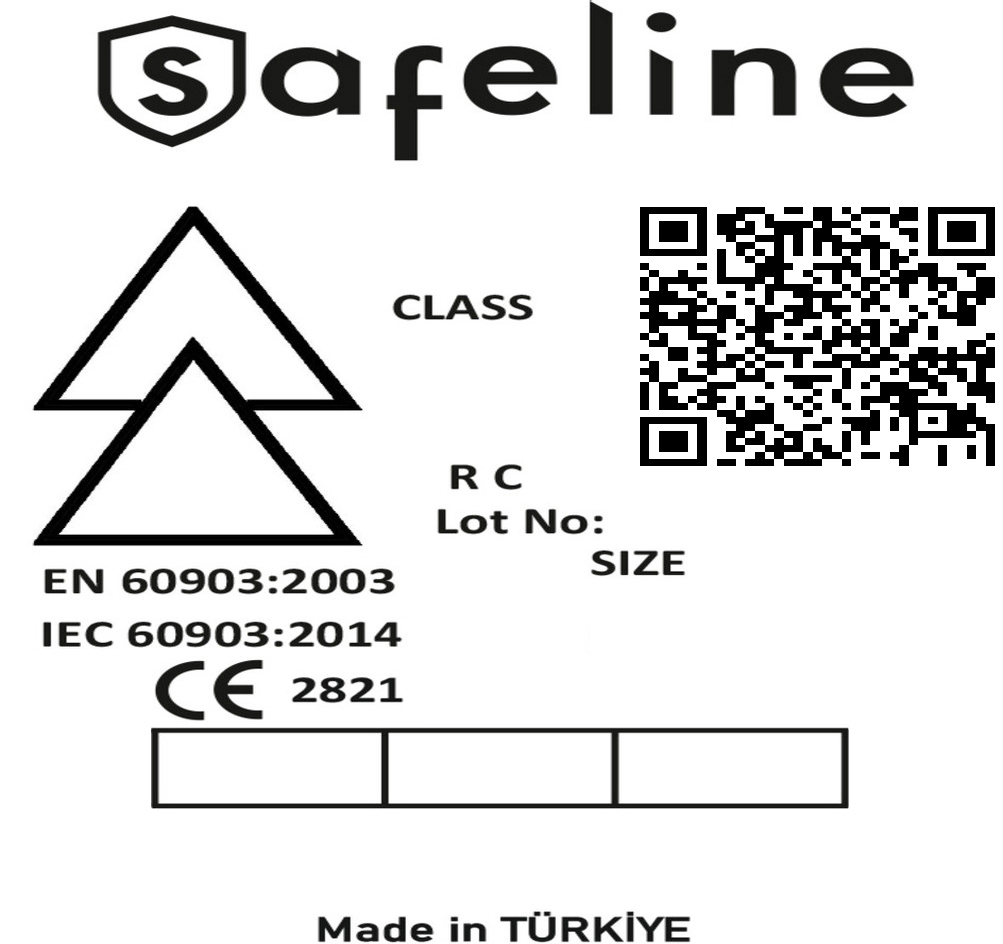 safeline
CLASS
R C
Lot No:
SIZE
EN 60903:2003
IEC 60903:2014
CE 2821
Made in TÜRKİYE